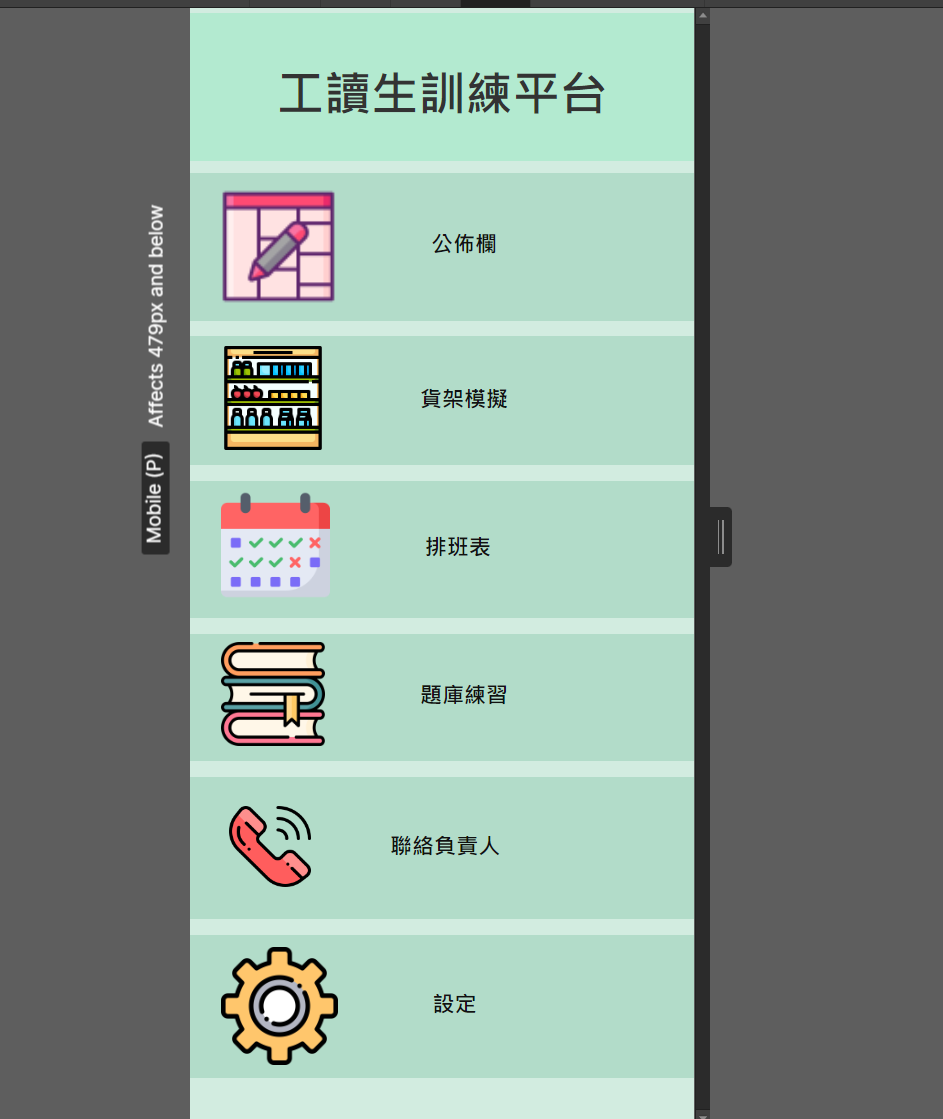 工讀生訓練平台
公佈欄
貨架模擬
排班表
題庫練習
聯絡負責人
設定
Mobile (P) Affects 479px and below